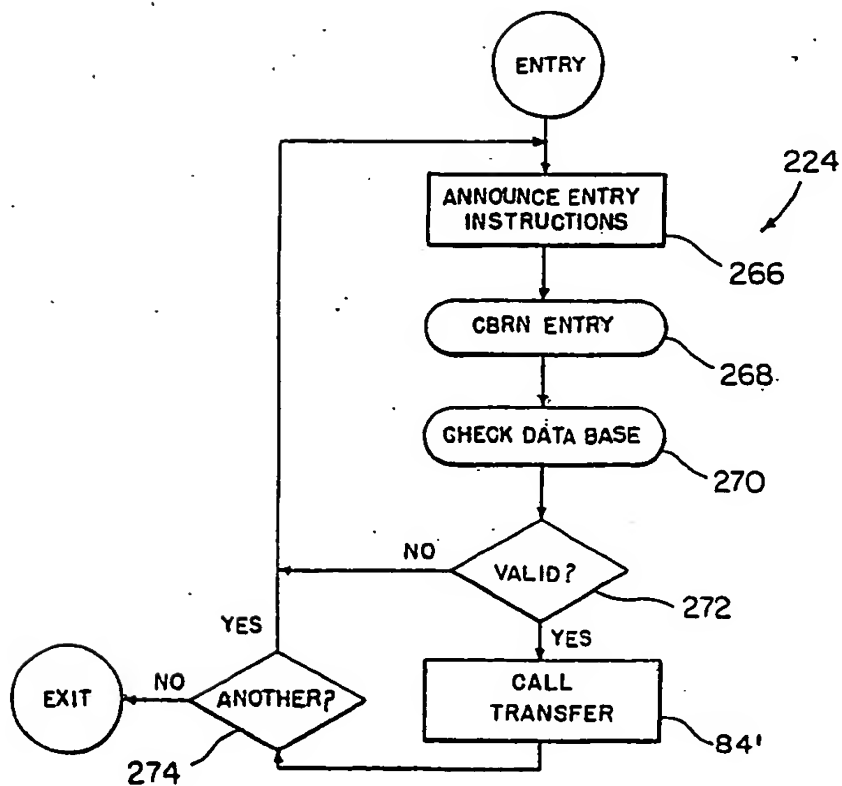 ENTRY
224
ANNOUNCE ENTRY
INSTRUCTIONS
266
CBRN ENTRY
268
CHECK DATA BASE
270
NO
VALID?
272
YES
YES
CALL
TRANSFER
84'
EXIT
NO
ANOTHER?
274